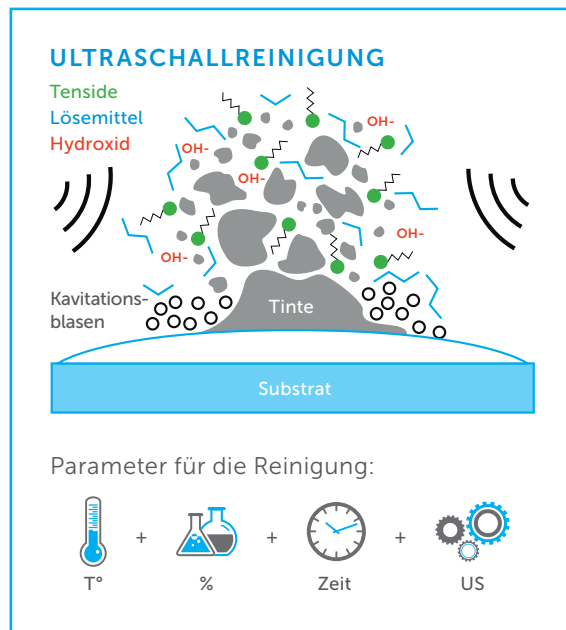 ULTRASCHALLREINIGUNG
Tenside
Lösemittel
Hydroxid
OH-
OH-
OH-
OH-
OH-
Kavitations-
blasen
Tinte
Substrat
Parameter für die Reinigung:
+ + +
T° % Zeit US